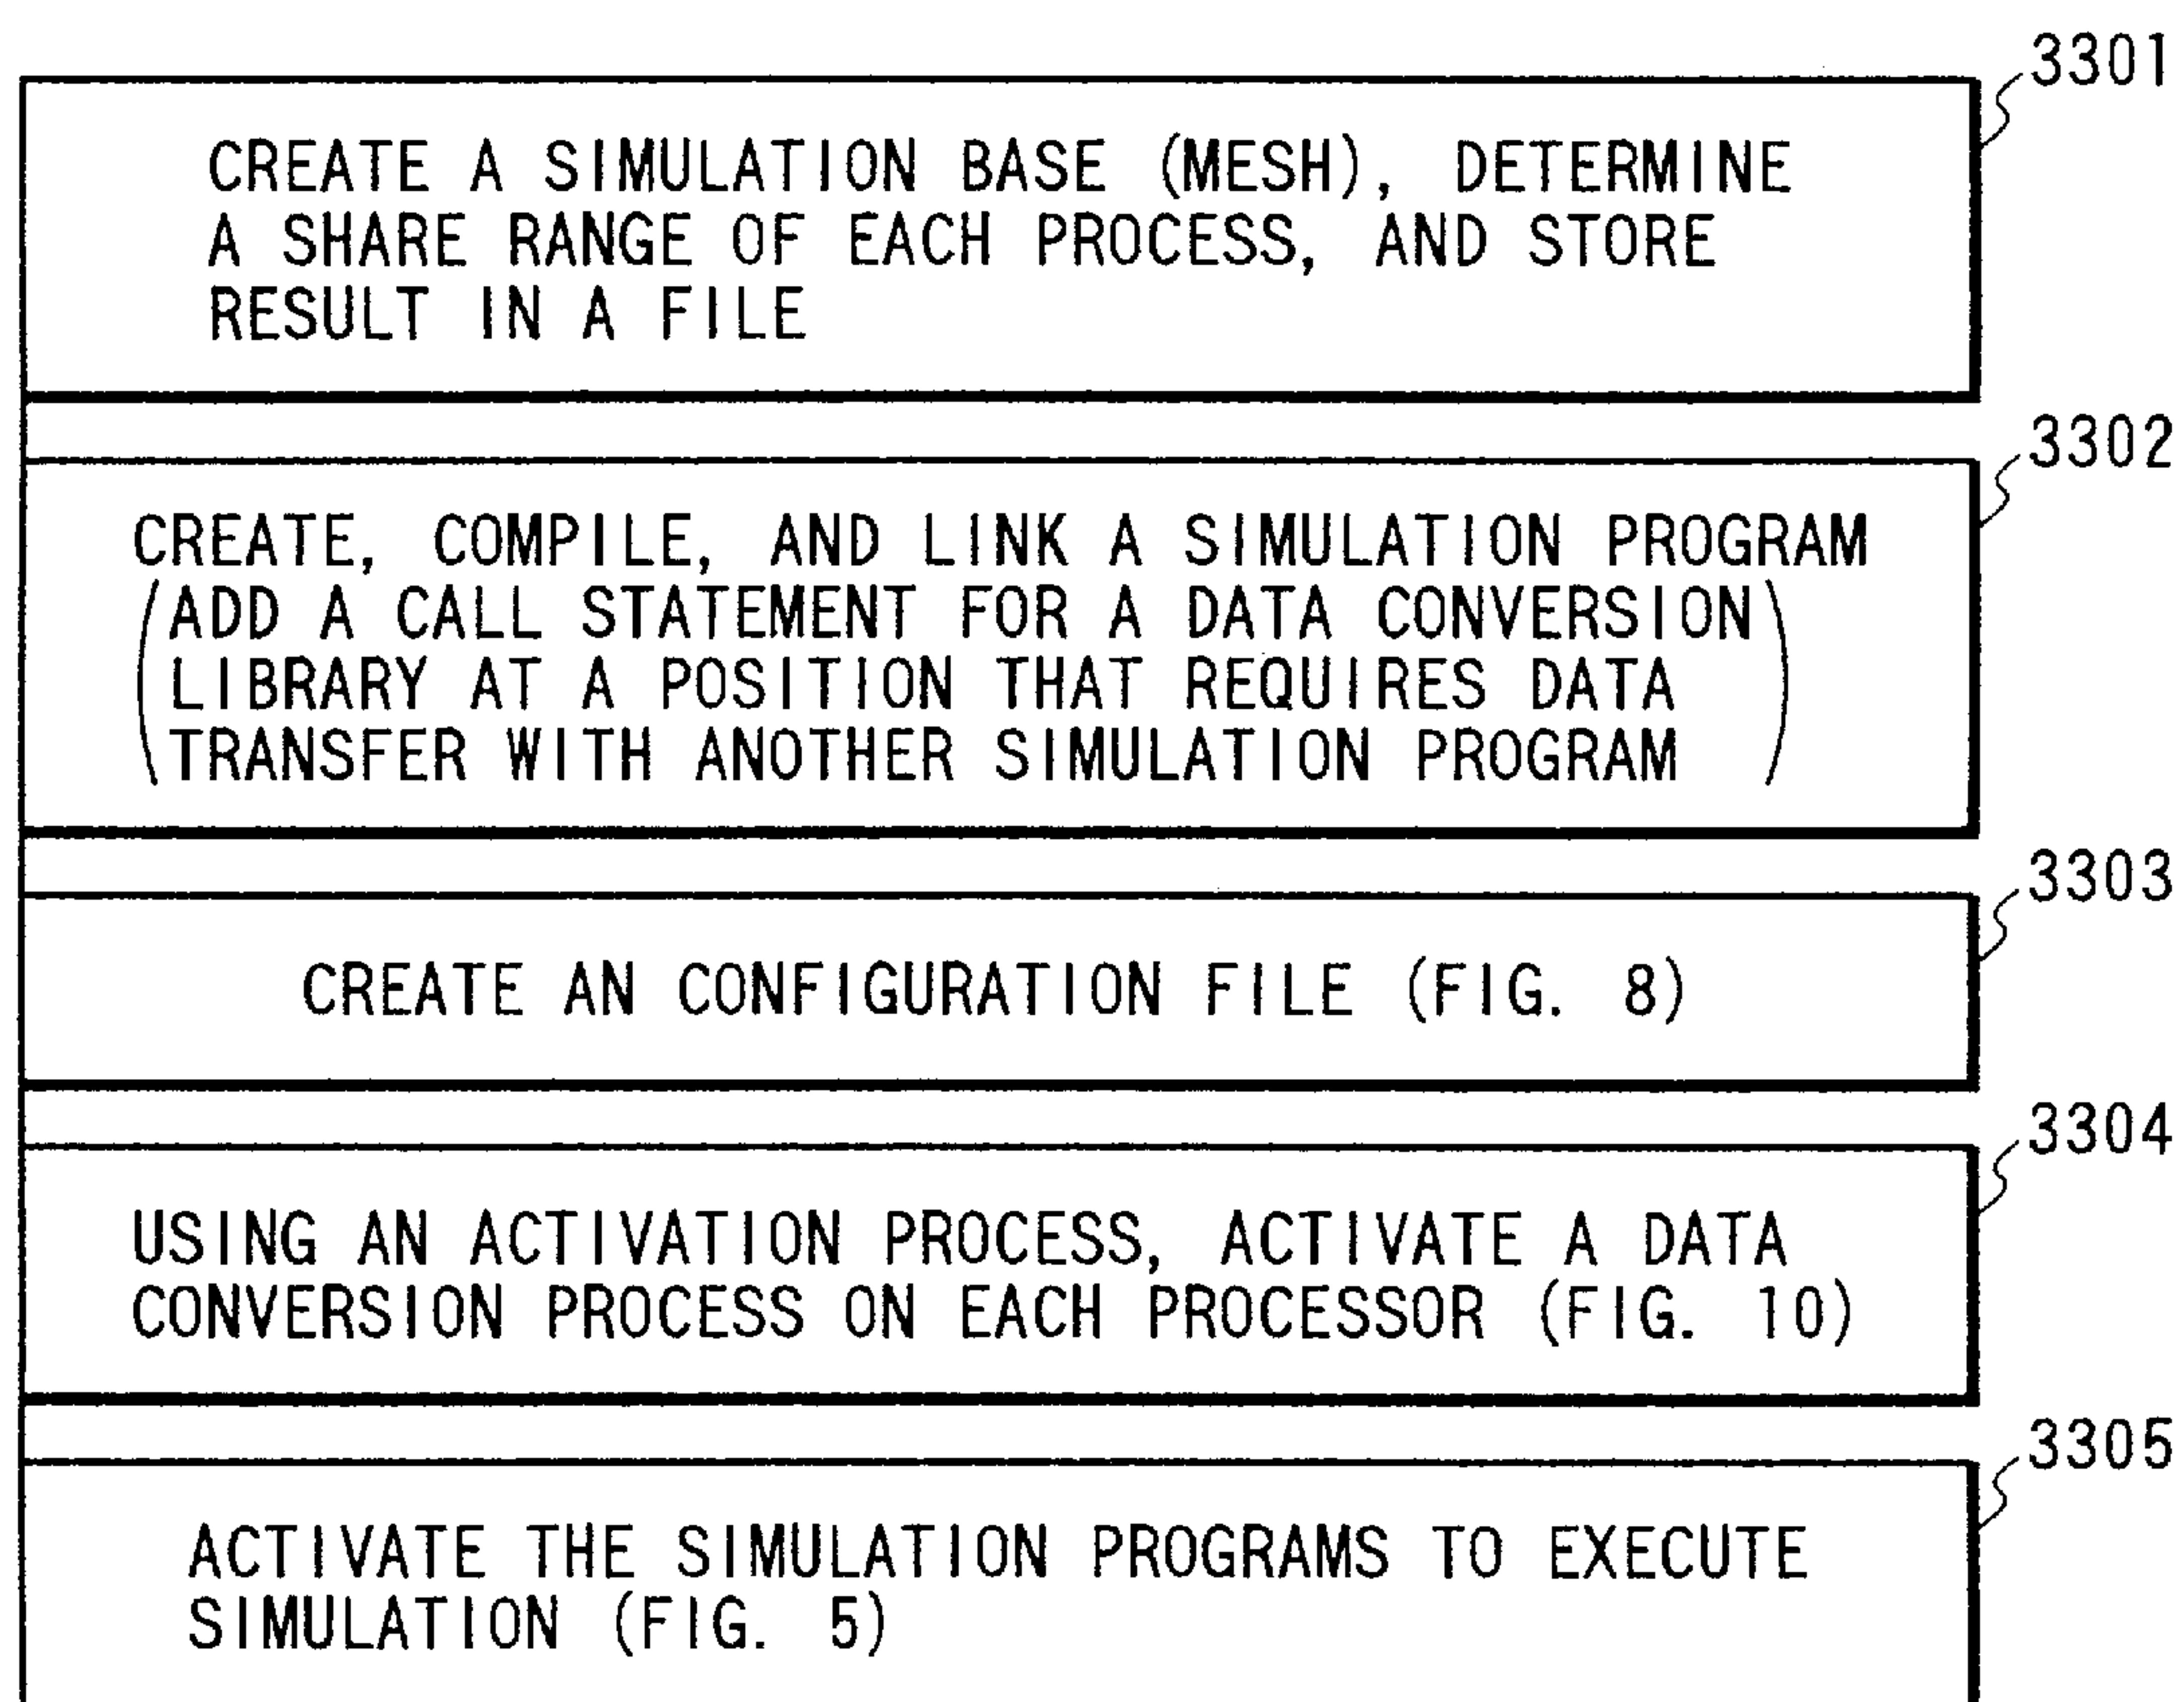 3301
CREATE A SIMULATION BASE (MESH), DETERMINE
A SHARE RANGE OF EACH PROCESS, AND STORE
RESULT IN A FILE
3302
CREATE, COMPILE, AND LINK A SIMULATION PROGRAM
(ADD A CALL STATEMENT FOR A DATA CONVERSION
LIBRARY AT A POSITION THAT REQUIRES DATA
TRANSFER WITH ANOTHER SIMULATION PROGRAM)
3303
CREATE AN CONFIGURATION FILE (FIG. 8)
3304
USING AN ACTIVATION PROCESS, ACTIVATE A DATA
CONVERSION PROCESS ON EACH PROCESSOR (FIG. 10)
3305
ACTIVATE THE SIMULATION PROGRAMS TO EXECUTE
SIMULATION (FIG. 5)